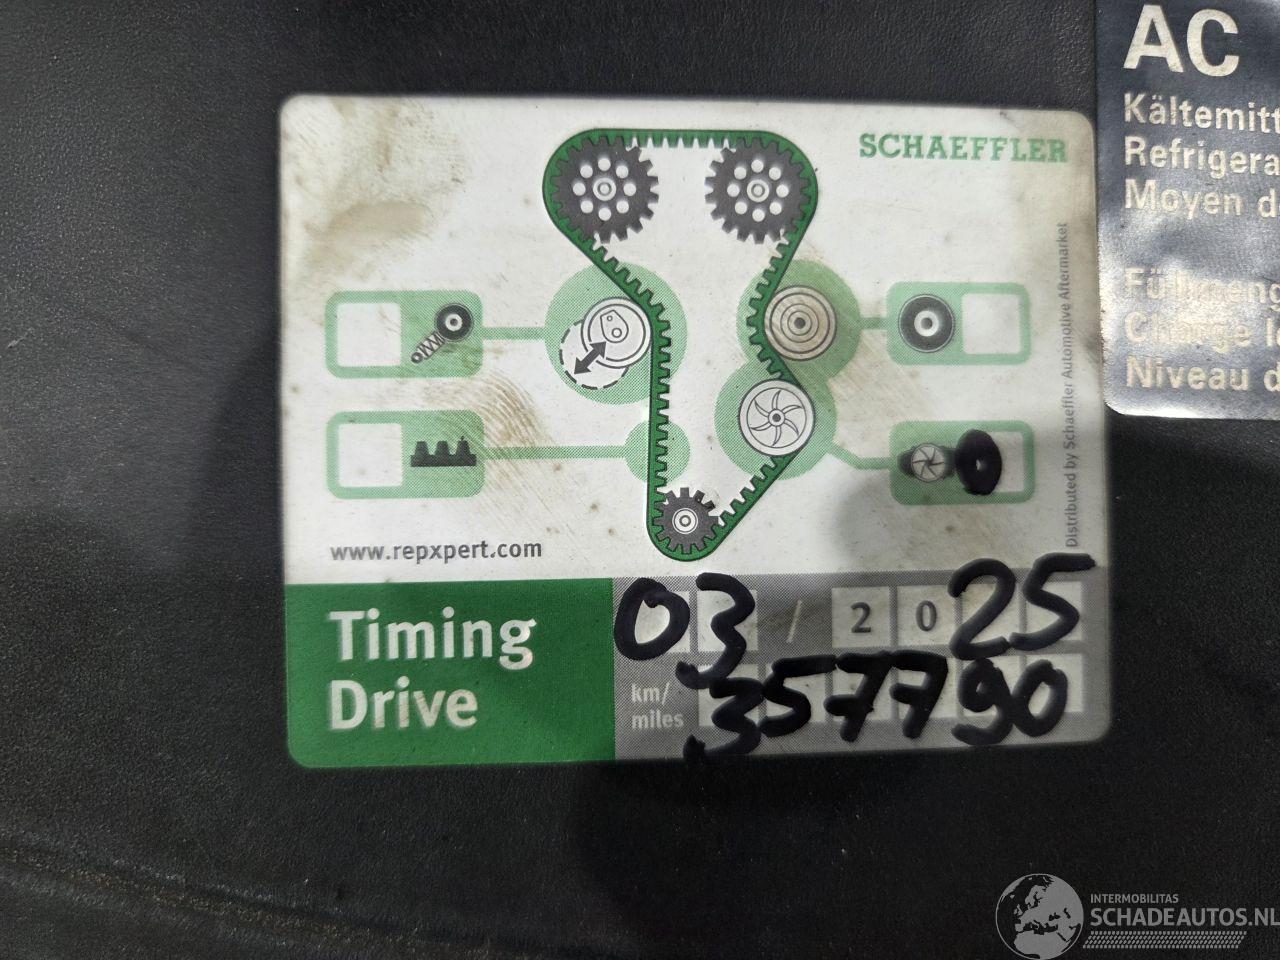 AC
Kältemitt
Refrigera
Moyen d
Füllmeng
Charge l
Niveau d
SCHAEFFLER
Distributed by Schaeffler Automotive Aftermarket
www.repxpert.com
Timing
Drive
03 / 2025
km/
miles
357790
INTERMOBILITAS
SCHADEAUTOS.NL